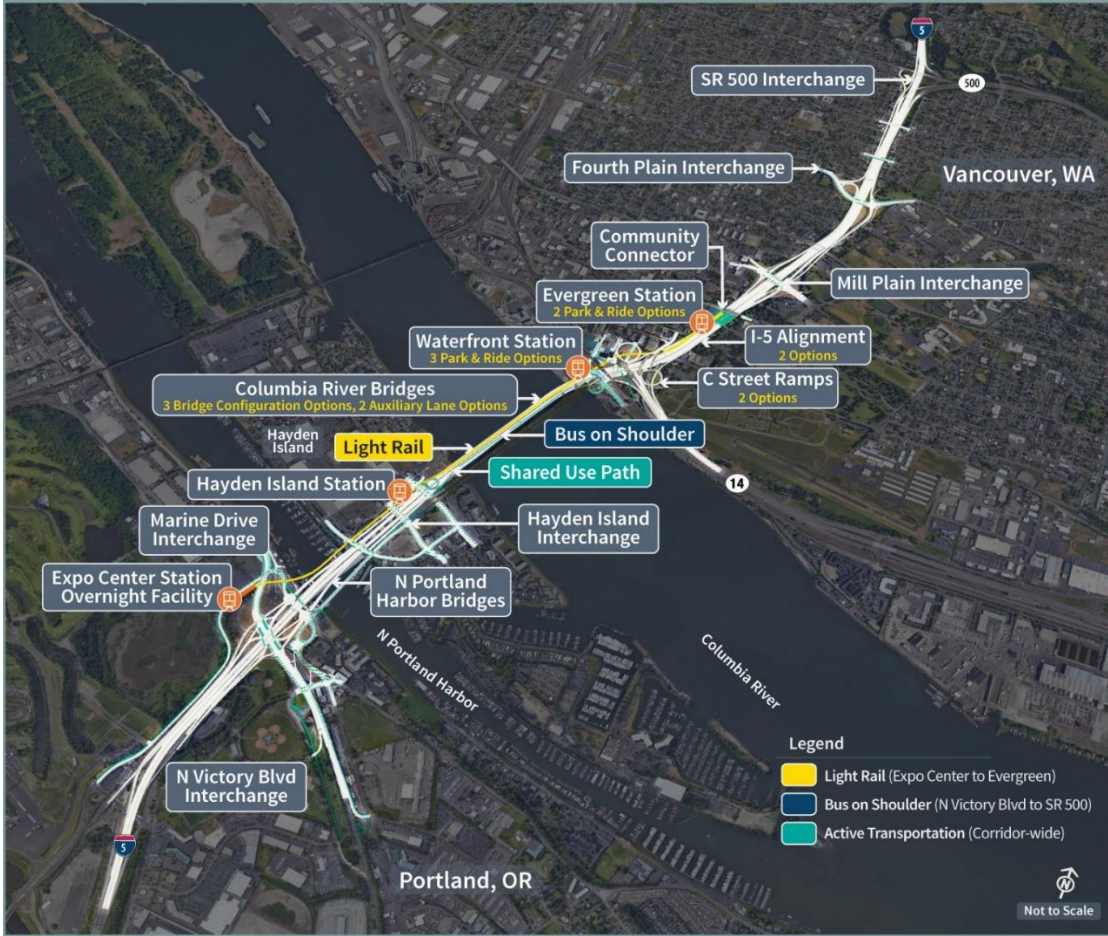 5
SR 500 Interchange
500
Fourth Plain Interchange
Vancouver, WA
Community
Connector
Mill Plain Interchange
Evergreen Station
2 Park & Ride Options
I-5 Alignment
2 Options
Waterfront Station
3 Park & Ride Options
C Street Ramps
2 Options
Columbia River Bridges
3 Bridge Configuration Options, 2 Auxiliary Lane Options
Hayden
Island
Light Rail
Bus on Shoulder
Shared Use Path
Hayden Island Station
14
Marine Drive
Interchange
Hayden Island
Interchange
Expo Center Station
Overnight Facility
N Portland
Harbor Bridges
N Portland Harbor
Columbia River
N Victory Blvd
Interchange
5
Portland, OR
Legend
Light Rail (Expo Center to Evergreen)
Bus on Shoulder (N Victory Blvd to SR 500)
Active Transportation (Corridor-wide)
N
Not to Scale